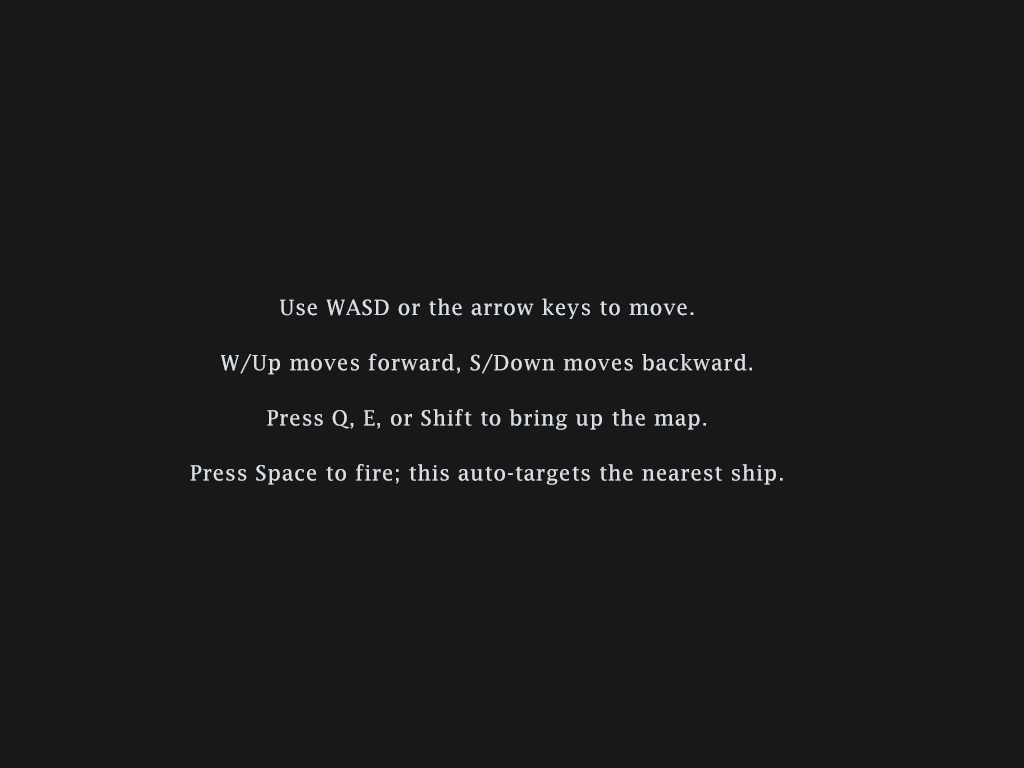 Use WASD or the arrow keys to move.
W/Up moves forward, S/Down moves backward.
Press Q, E, or Shift to bring up the map.
Press Space to fire; this auto-targets the nearest ship.